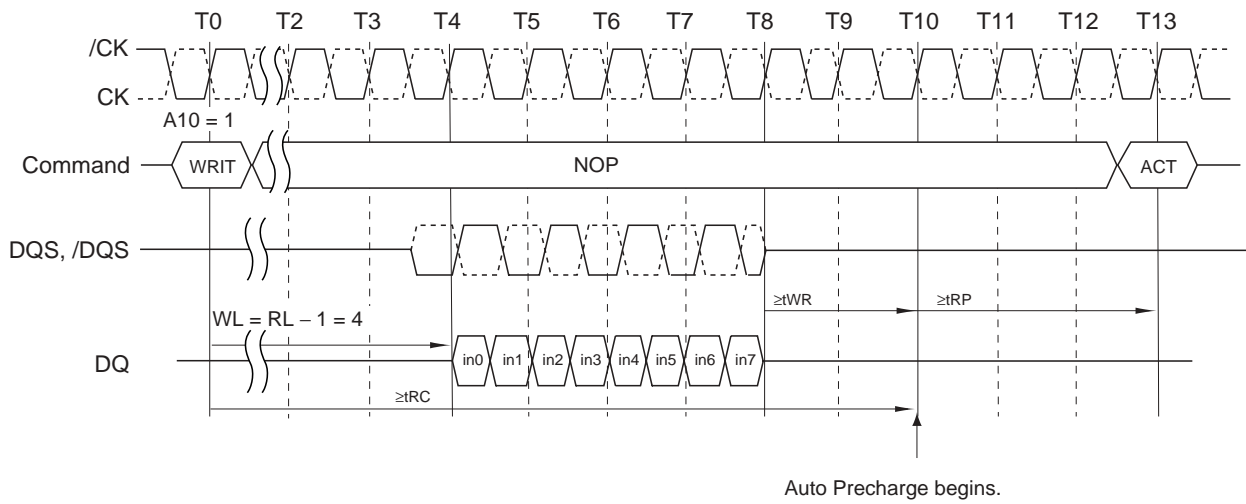 T0 T2 T3 T4 T5 T6 T7 T8 T9 T10 T11 T12 T13
/CK
CK
A10 = 1
Command WRIT NOP ACT
DQS, /DQS
≥tWR ≥tRP
WL = RL − 1 = 4
DQ in0 in1 in2 in3 in4 in5 in6 in7
≥tRC
Auto Precharge begins.